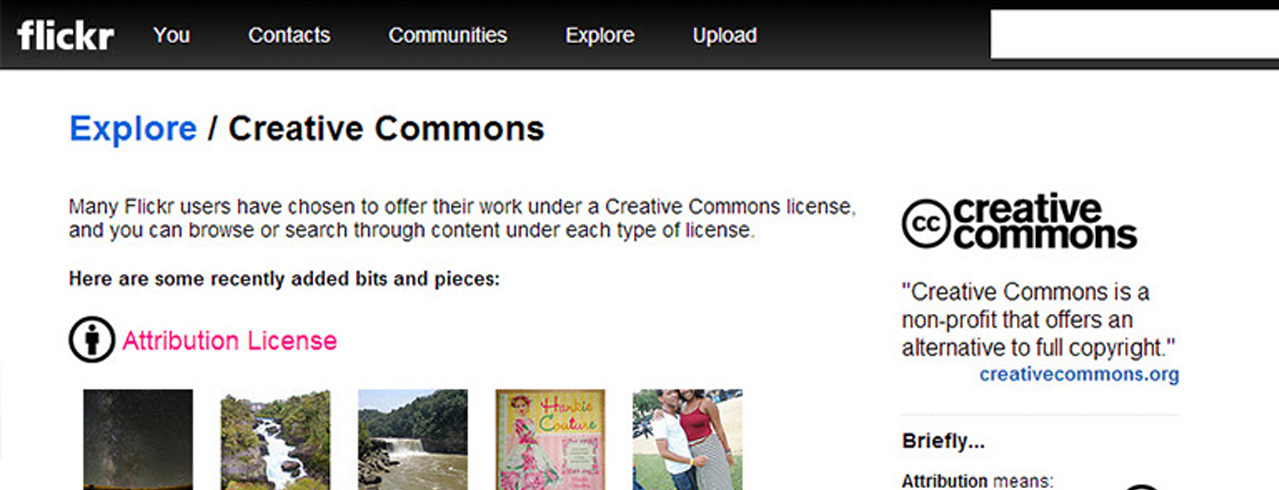 flickr You Contacts Communities Explore Upload
Explore / Creative Commons
Many Flickr users have chosen to offer their work under a Creative Commons license,
and you can browse or search through content under each type of license.
Here are some recently added bits and pieces:
Attribution License
Hankie
Couture
cc creative
commons
"Creative Commons is a
non-profit that offers an
alternative to full copyright."
creativecommons.org
Briefly...
Attribution means: